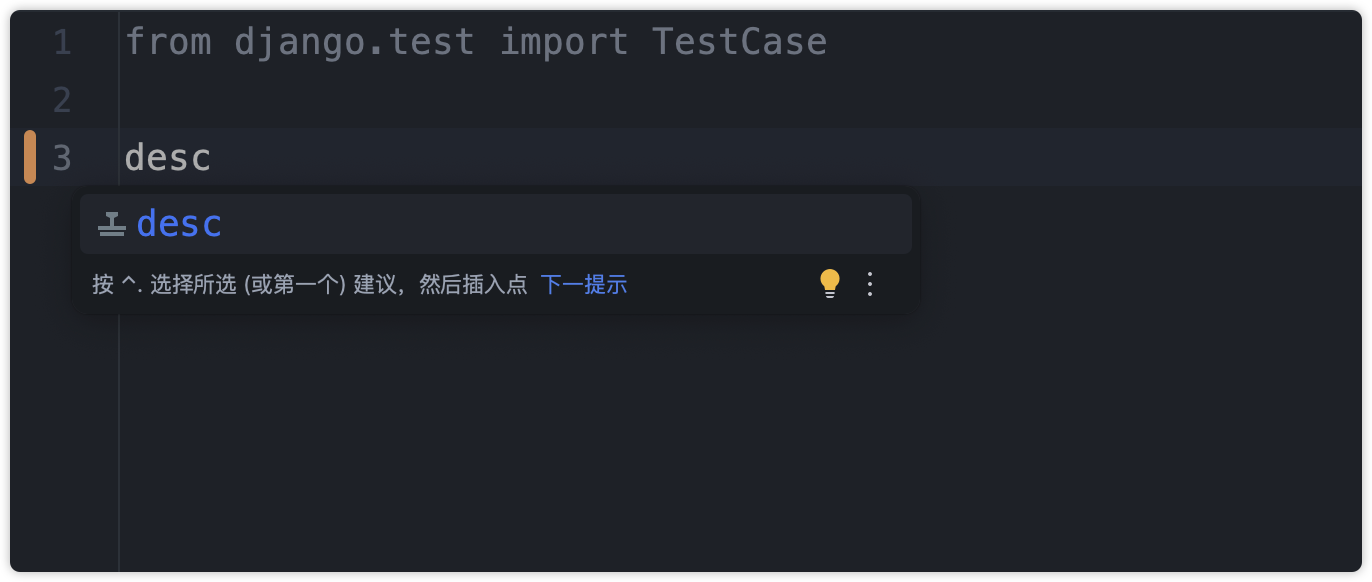 1 from django.test import TestCase
2
3 desc
desc
按 ^. 选择所选 (或第一个) 建议，然后插入点 下一提示